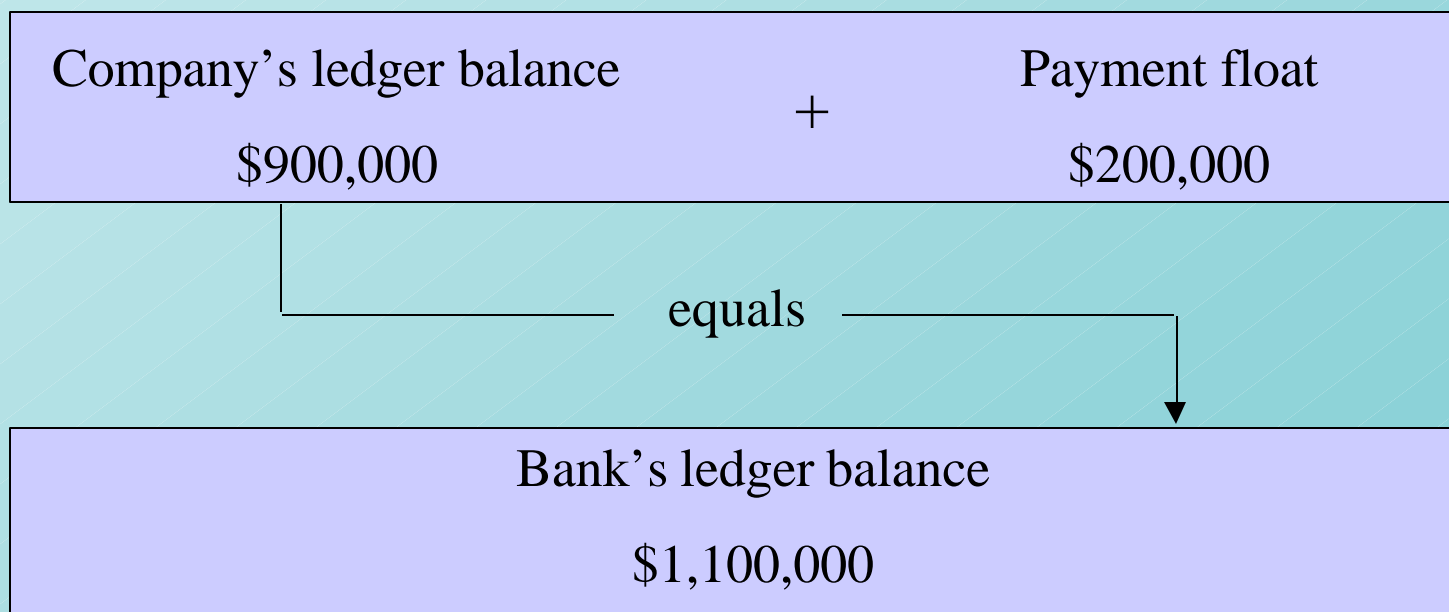 Company’s ledger balance
$900,000
+
Payment float
$200,000
equals
Bank’s ledger balance
$1,100,000